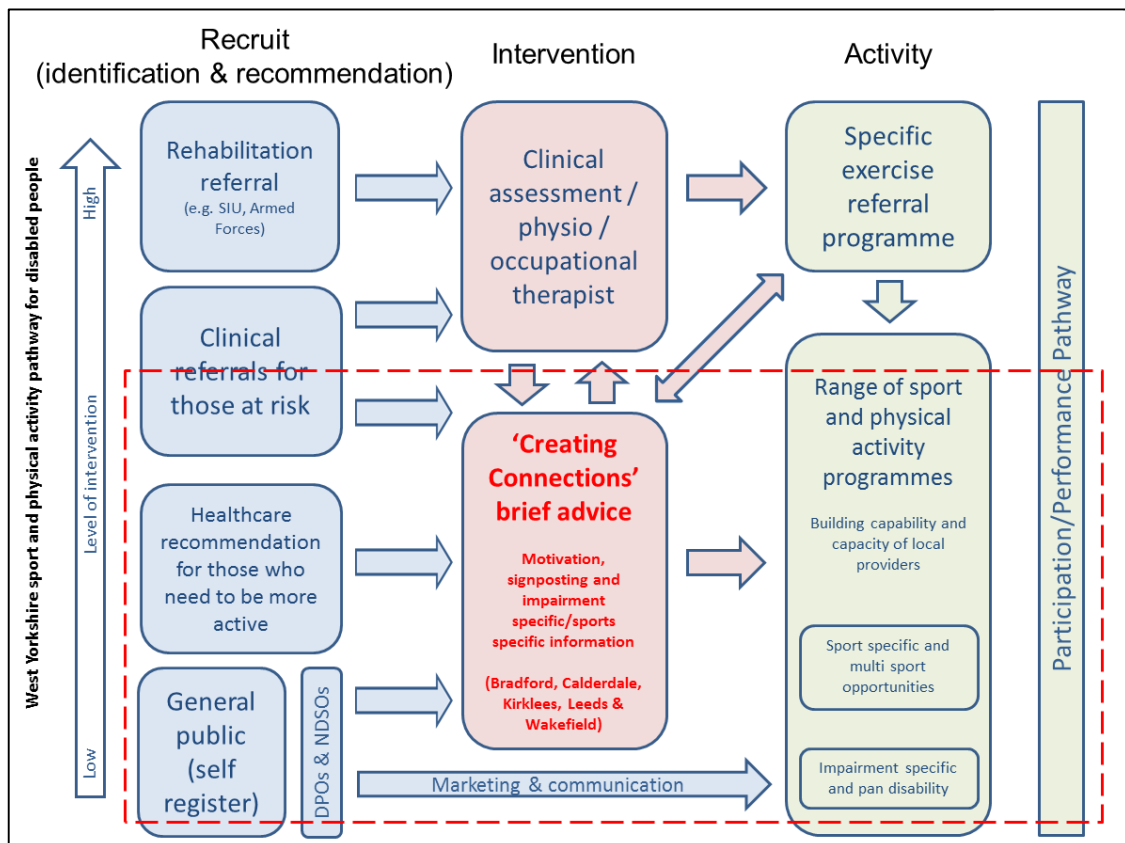 Recruit
(identification & recommendation)
Intervention
Activity
West Yorkshire sport and physical activity pathway for disabled people
High
Level of intervention
Low
Rehabilitation
referral
(e.g. SIU, Armed
Forces)
Clinical
referrals for
those at risk
Healthcare
recommendation
for those who
need to be more
active
General
public
(self
register)
DPOs & NDSOs
Clinical
assessment /
physio /
occupational
therapist
'Creating
Connections'
brief advice
Motivation,
signposting and
impairment
specific/sports
specific information
(Bradford, Calderdale,
Kirklees, Leeds &
Wakefield)
Marketing & communication
Specific
exercise
referral
programme
Range of sport
and physical
activity
programmes
Building capability and
capacity of local
providers
Sport specific and
multi sport
opportunities
Impairment specific
and pan disability
Participation/Performance Pathway